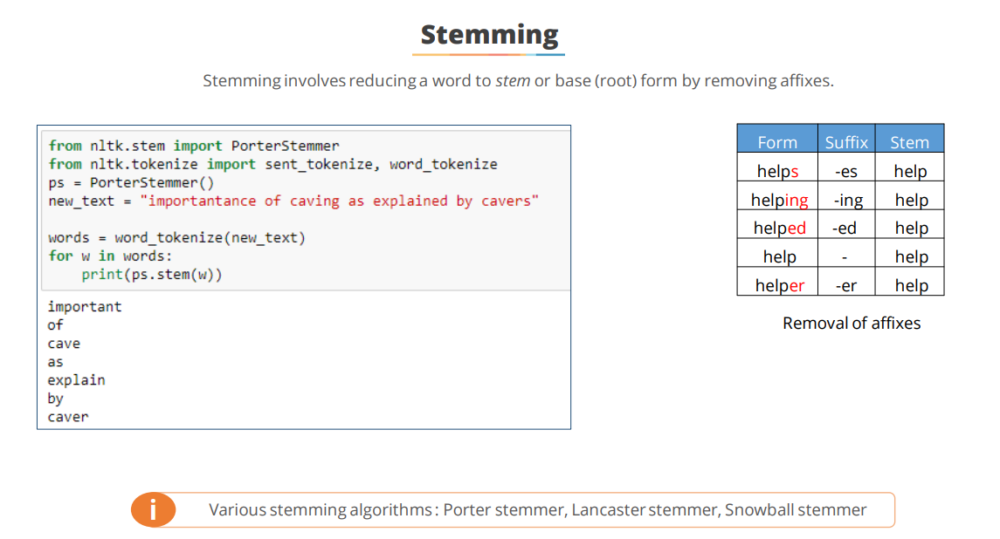 Stemming
Stemming involves reducing a word to stem or base (root) form by removing affixes.
from nltk.stem import PorterStemmer
from nltk.tokenize import sent_tokenize, word_tokenize
ps = PorterStemmer()
new_text = "importantance of caving as explained by cavers"
words = word_tokenize(new_text)
for w in words:
    print(ps.stem(w))
important
of
cave
as
explain
by
caver
Form Suffix Stem
helps -es help
helping -ing help
helped -ed help
help - help
helper -er help
Removal of affixes
i
Various stemming algorithms : Porter stemmer, Lancaster stemmer, Snowball stemmer